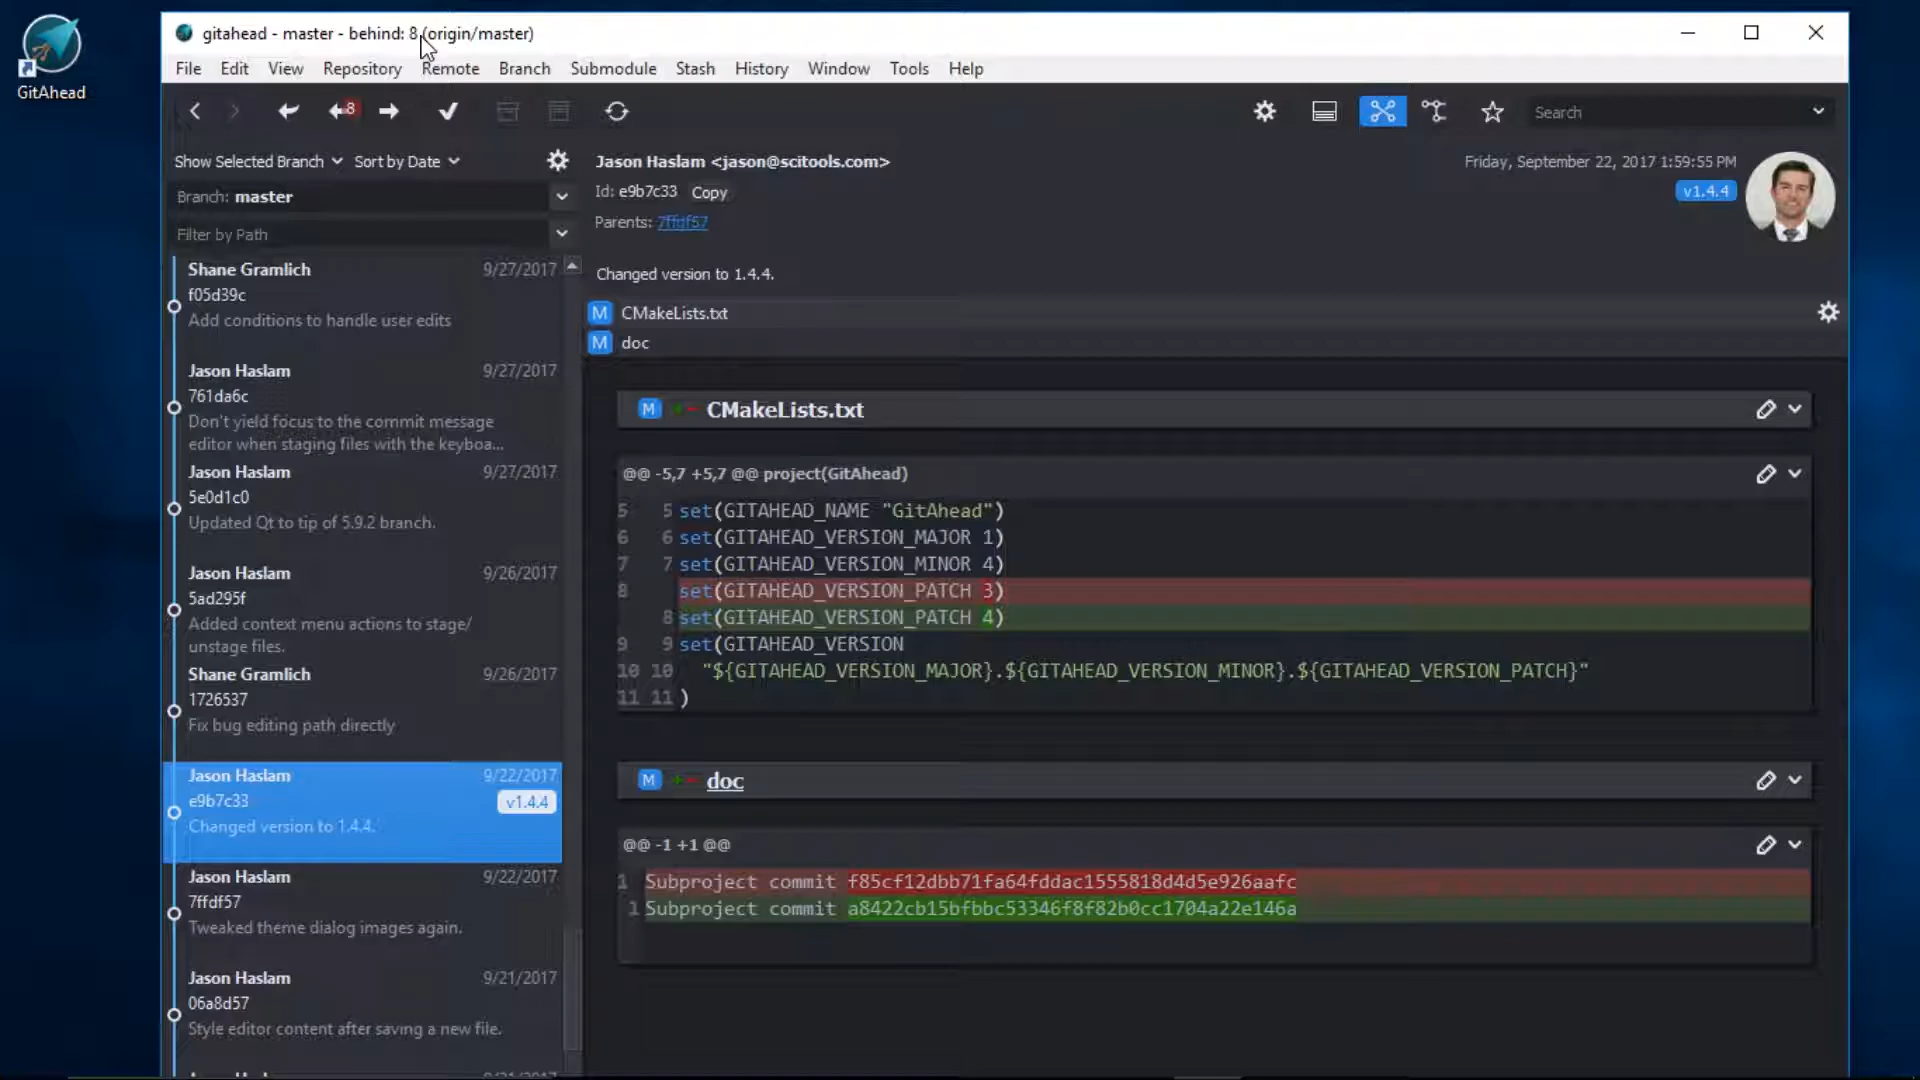 GitAhead
gitahead - master - behind: 8 (origin/master)
File Edit View Repository Remote Branch Submodule Stash History Window Tools Help
8
Search
Show Selected Branch Sort by Date
Branch: master
Filter by Path
Shane Gramlich 9/27/2017
f05d39c
Add conditions to handle user edits
Jason Haslam 9/27/2017
761da6c
Don't yield focus to the commit message
editor when staging files with the keyboa...
Jason Haslam 9/27/2017
5e0d1c0
Updated Qt to tip of 5.9.2 branch.
Jason Haslam 9/26/2017
5ad295f
Added context menu actions to stage/
unstage files.
Shane Gramlich 9/26/2017
1726537
Fix bug editing path directly
Jason Haslam 9/22/2017
e9b7c33 v1.4.4
Changed version to 1.4.4.
Jason Haslam 9/22/2017
7ffdf57
Tweaked theme dialog images again.
Jason Haslam 9/21/2017
06a8d57
Style editor content after saving a new file.
Jason Haslam <jason@scitools.com> Friday, September 22, 2017 1:59:55 PM
Id: e9b7c33 Copy v1.4.4
Parents: 7ffdf57
Changed version to 1.4.4.
M CMakeLists.txt
M doc
M CMakeLists.txt
@@ -5,7 +5,7 @@ project(GitAhead)
5 5 set(GITAHEAD_NAME "GitAhead")
6 6 set(GITAHEAD_VERSION_MAJOR 1)
7 7 set(GITAHEAD_VERSION_MINOR 4)
8 set(GITAHEAD_VERSION_PATCH 3)
8 set(GITAHEAD_VERSION_PATCH 4)
9 9 set(GITAHEAD_VERSION
10 10 "${GITAHEAD_VERSION_MAJOR}.${GITAHEAD_VERSION_MINOR}.${GITAHEAD_VERSION_PATCH}"
11 11 )
M doc
@@ -1 +1 @@
1 Subproject commit f85cf12dbb71fa64fddac1555818d4d5e926aafc
1 Subproject commit a8422cb15bfbbc53346f8f82b0cc1704a22e146a